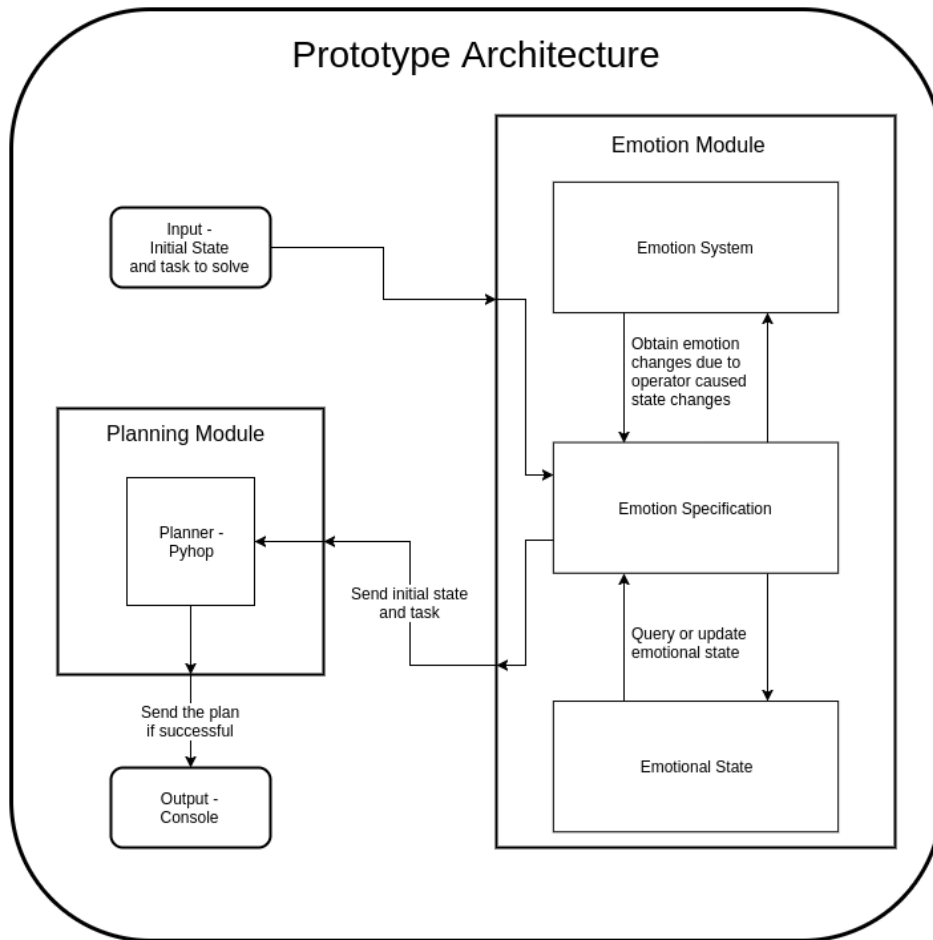 Prototype Architecture
Emotion Module
Input -
Initial State
and task to solve
Emotion System
Obtain emotion
changes due to
operator caused
state changes
Planning Module
Planner -
Pyhop
Emotion Specification
Send initial state
and task
Query or update
emotional state
Send the plan
if successful
Emotional State
Output -
Console